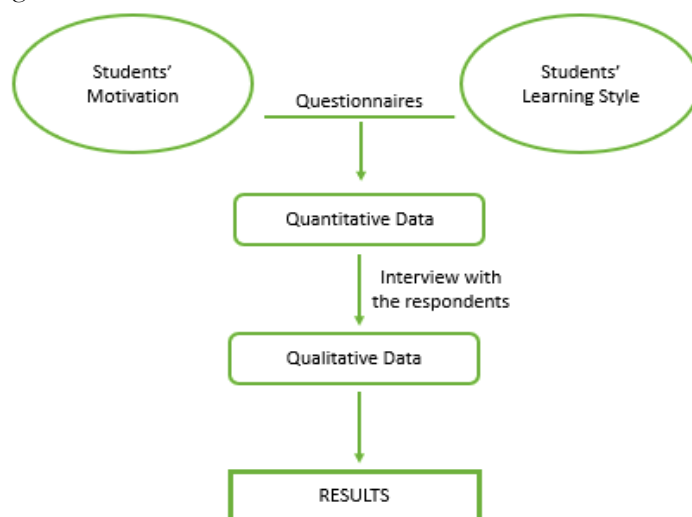 Students'
Motivation
Students'
Learning Style
Questionnaires
Quantitative Data
Interview with
the respondents
Qualitative Data
RESULTS